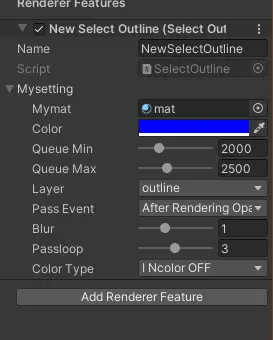 Renderer Features
New Select Outline (Select Out
Name NewSelectOutline
Script SelectOutline
Mysetting
Mymat mat
Color
Queue Min 2000
Queue Max 2500
Layer outline
Pass Event After Rendering Opa
Blur 1
Passloop 3
Color Type I Ncolor OFF
Add Renderer Feature